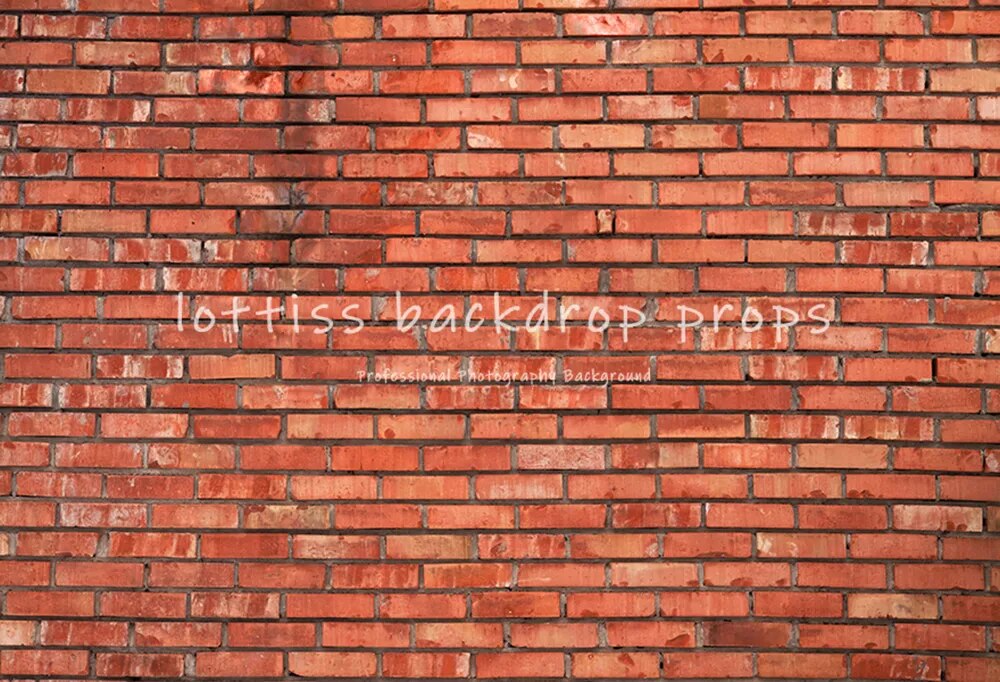 lottiss backdrop props
Professional Photography Background